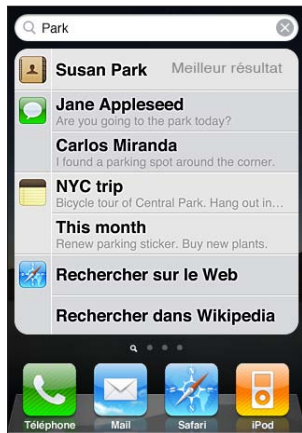 Park
Susan Park Meilleur résultat
Jane Appleseed
Are you going to the park today?
Carlos Miranda
I found a parking spot around the corner.
NYC trip
Bicycle tour of Central Park. Hang out in...
This month
Renew parking sticker. Buy new plants.
Rechercher sur le Web
Rechercher dans Wikipedia
Téléphone Mail Safari iPod